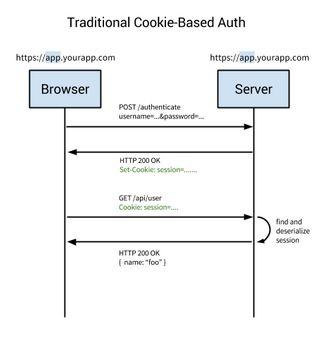 Traditional Cookie-Based Auth
https://app.yourapp.com
https://app.yourapp.com
Browser
Server
POST /authenticate
username=...&password=...
HTTP 200 OK
Set-Cookie: session=.......
GET /api/user
Cookie: session=....
find and
deserialize
session
HTTP 200 OK
{ name: "foo" }